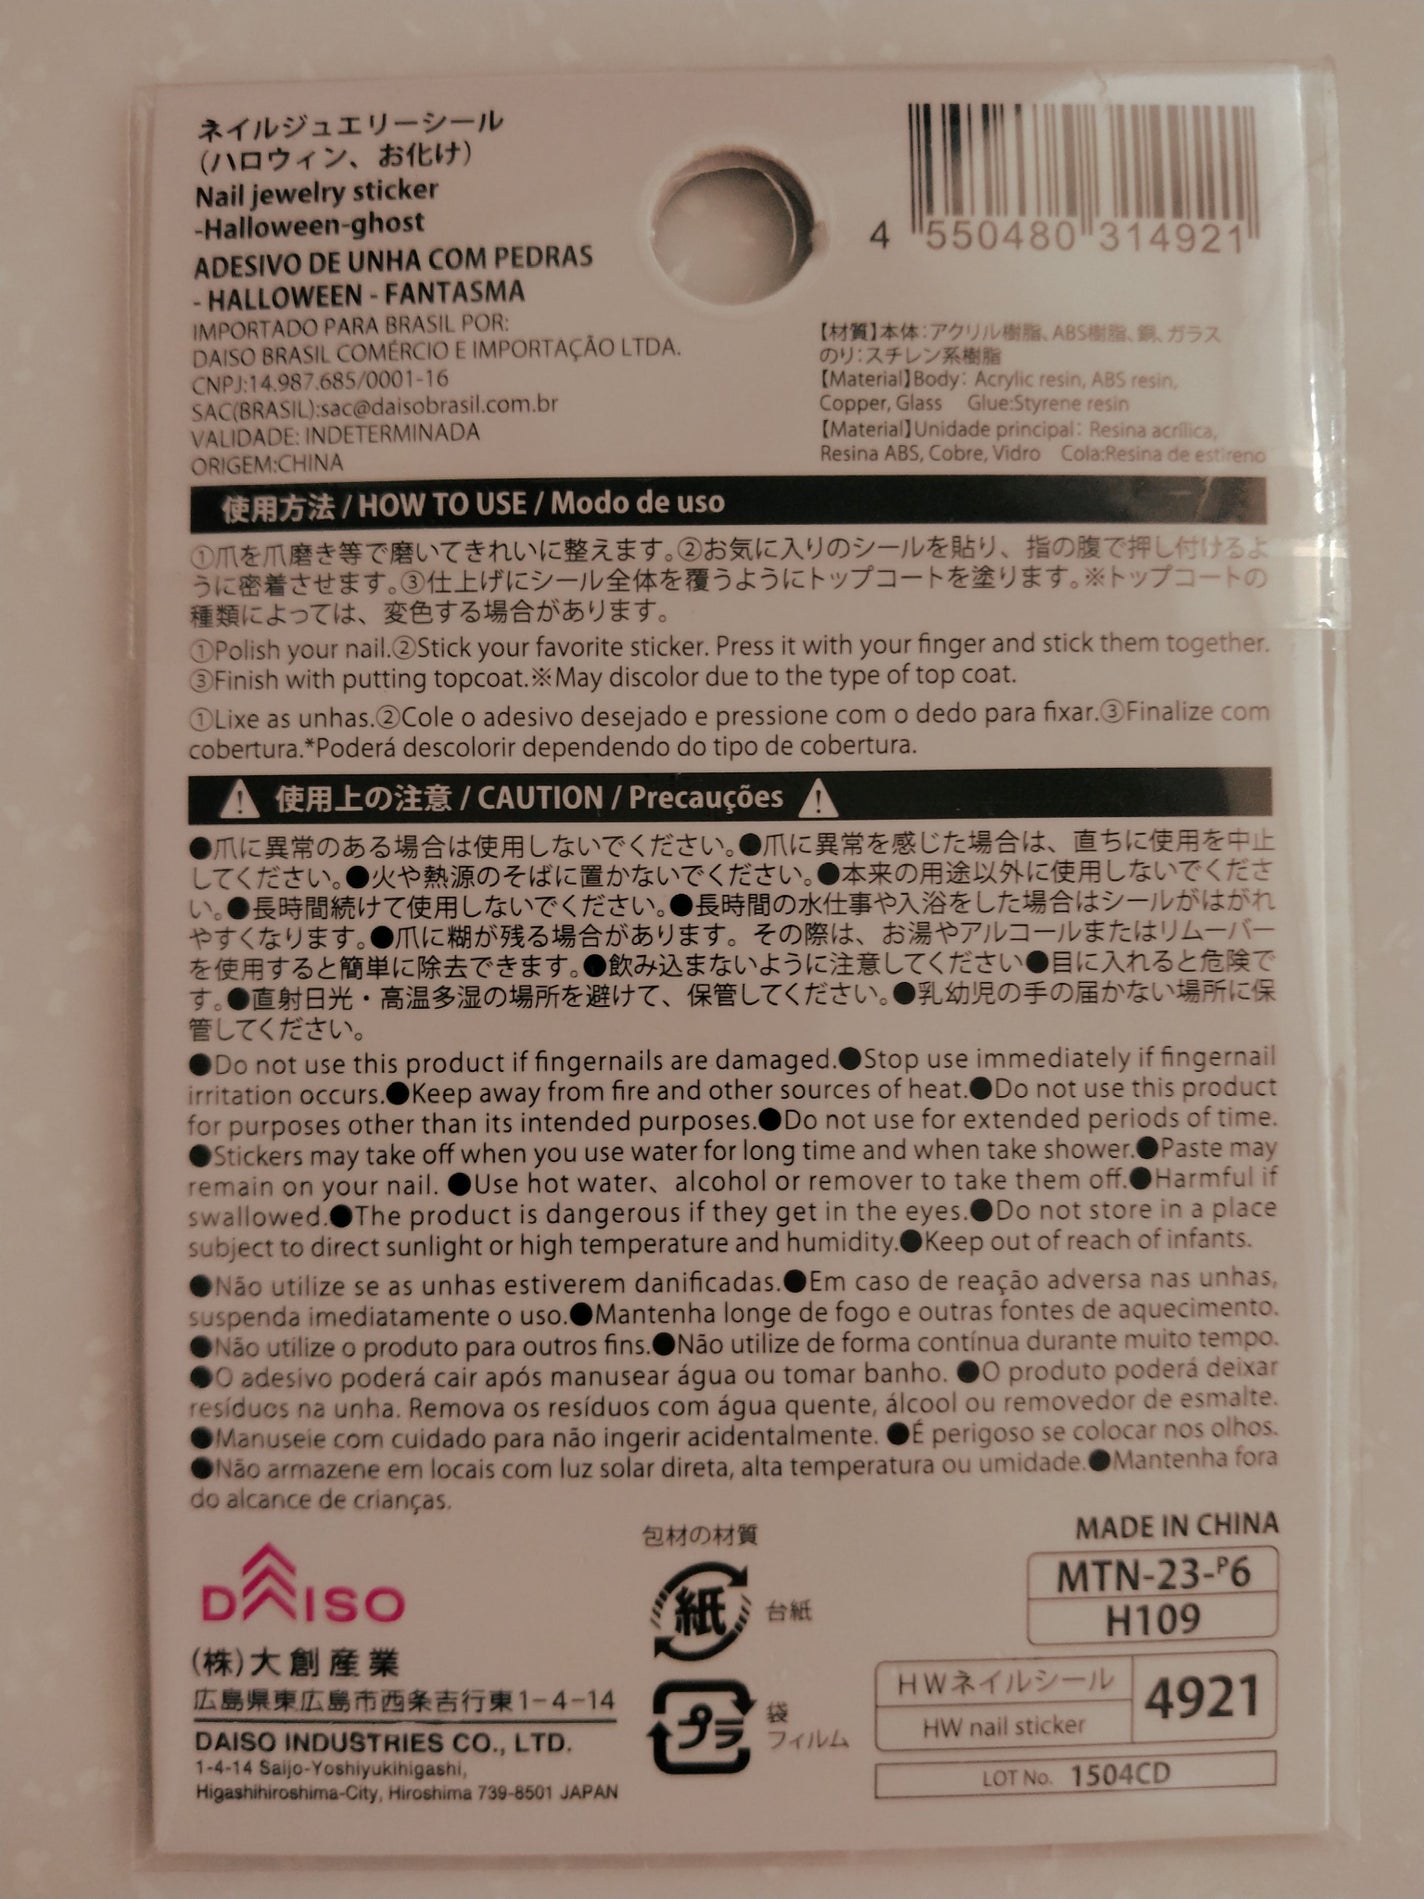 ネイルジュエリーシール
(ハロウィン、お化け)
Nail jewelry sticker
-Halloween-ghost
ADESIVO DE UNHA COM PEDRAS
- HALLOWEEN - FANTASMA
IMPORTADO PARA BRASIL POR:
DAISO BRASIL COMÉRCIO E IMPORTAÇÃO LTDA.
CNPJ:14.987.685/0001-16
SAC(BRASIL):sac@daisobrasil.com.br
VALIDADE: INDETERMINADA
ORIGEM:CHINA
4 550480 314921
【材質】本体:アクリル樹脂、ABS樹脂、銅、ガラス
のり:スチレン系樹脂
【Material】Body: Acrylic resin, ABS resin,
Copper, Glass Glue:Styrene resin
【Material】Unidade principal: Resina acrílica,
Resina ABS, Cobre, Vidro Cola:Resina de estireno
使用方法 / HOW TO USE / Modo de uso
①爪を爪磨き等で磨いてきれいに整えます。②お気に入りのシールを貼り、指の腹で押し付けるよ
うに密着させます。③仕上げにシール全体を覆うようにトップコートを塗ります。※トップコートの
種類によっては、変色する場合があります。
①Polish your nail.②Stick your favorite sticker. Press it with your finger and stick them together.
③Finish with putting topcoat.※May discolor due to the type of top coat.
①Lixe as unhas.②Cole o adesivo desejado e pressione com o dedo para fixar.③Finalize com
cobertura.*Poderá descolorir dependendo do tipo de cobertura.
使用上の注意 / CAUTION / Precauções
●爪に異常のある場合は使用しないでください。●爪に異常を感じた場合は、直ちに使用を中止
してください。●火や熱源のそばに置かないでください。●本来の用途以外に使用しないでくださ
い。●長時間続けて使用しないでください。●長時間の水仕事や入浴をした場合はシールがはがれ
やすくなります。●爪に糊が残る場合があります。その際は、お湯やアルコールまたはリムーバー
を使用すると簡単に除去できます。●飲み込まないように注意してください●目に入れると危険で
す。●直射日光・高温多湿の場所を避けて、保管してください。●乳幼児の手の届かない場所に保
管してください。
●Do not use this product if fingernails are damaged.●Stop use immediately if fingernail
irritation occurs.●Keep away from fire and other sources of heat.●Do not use this product
for purposes other than its intended purposes.●Do not use for extended periods of time.
●Stickers may take off when you use water for long time and when take shower.●Paste may
remain on your nail. ●Use hot water、alcohol or remover to take them off.●Harmful if
swallowed.●The product is dangerous if they get in the eyes.●Do not store in a place
subject to direct sunlight or high temperature and humidity.●Keep out of reach of infants.
●Não utilize se as unhas estiverem danificadas.●Em caso de reação adversa nas unhas,
suspenda imediatamente o uso.●Mantenha longe de fogo e outras fontes de aquecimento.
●Não utilize o produto para outros fins.●Não utilize de forma contínua durante muito tempo.
●O adesivo poderá cair após manusear água ou tomar banho. ●O produto poderá deixar
resíduos na unha. Remova os resíduos com água quente, álcool ou removedor de esmalte.
●Manuseie com cuidado para não ingerir acidentalmente. ●É perigoso se colocar nos olhos.
●Não armazene em locais com luz solar direta, alta temperatura ou umidade.●Mantenha fora
do alcance de crianças.
DAISO
(株)大創産業
広島県東広島市西条吉行東1-4-14
DAISO INDUSTRIES CO., LTD.
1-4-14 Saijo-Yoshiyukihigashi,
Higashihiroshima-City, Hiroshima 739-8501 JAPAN
包材の材質
紙 台紙
プラ 袋
フィルム
MADE IN CHINA
MTN-23-P6
H109
HWネイルシール
HW nail sticker
4921
LOT No. 1504CD